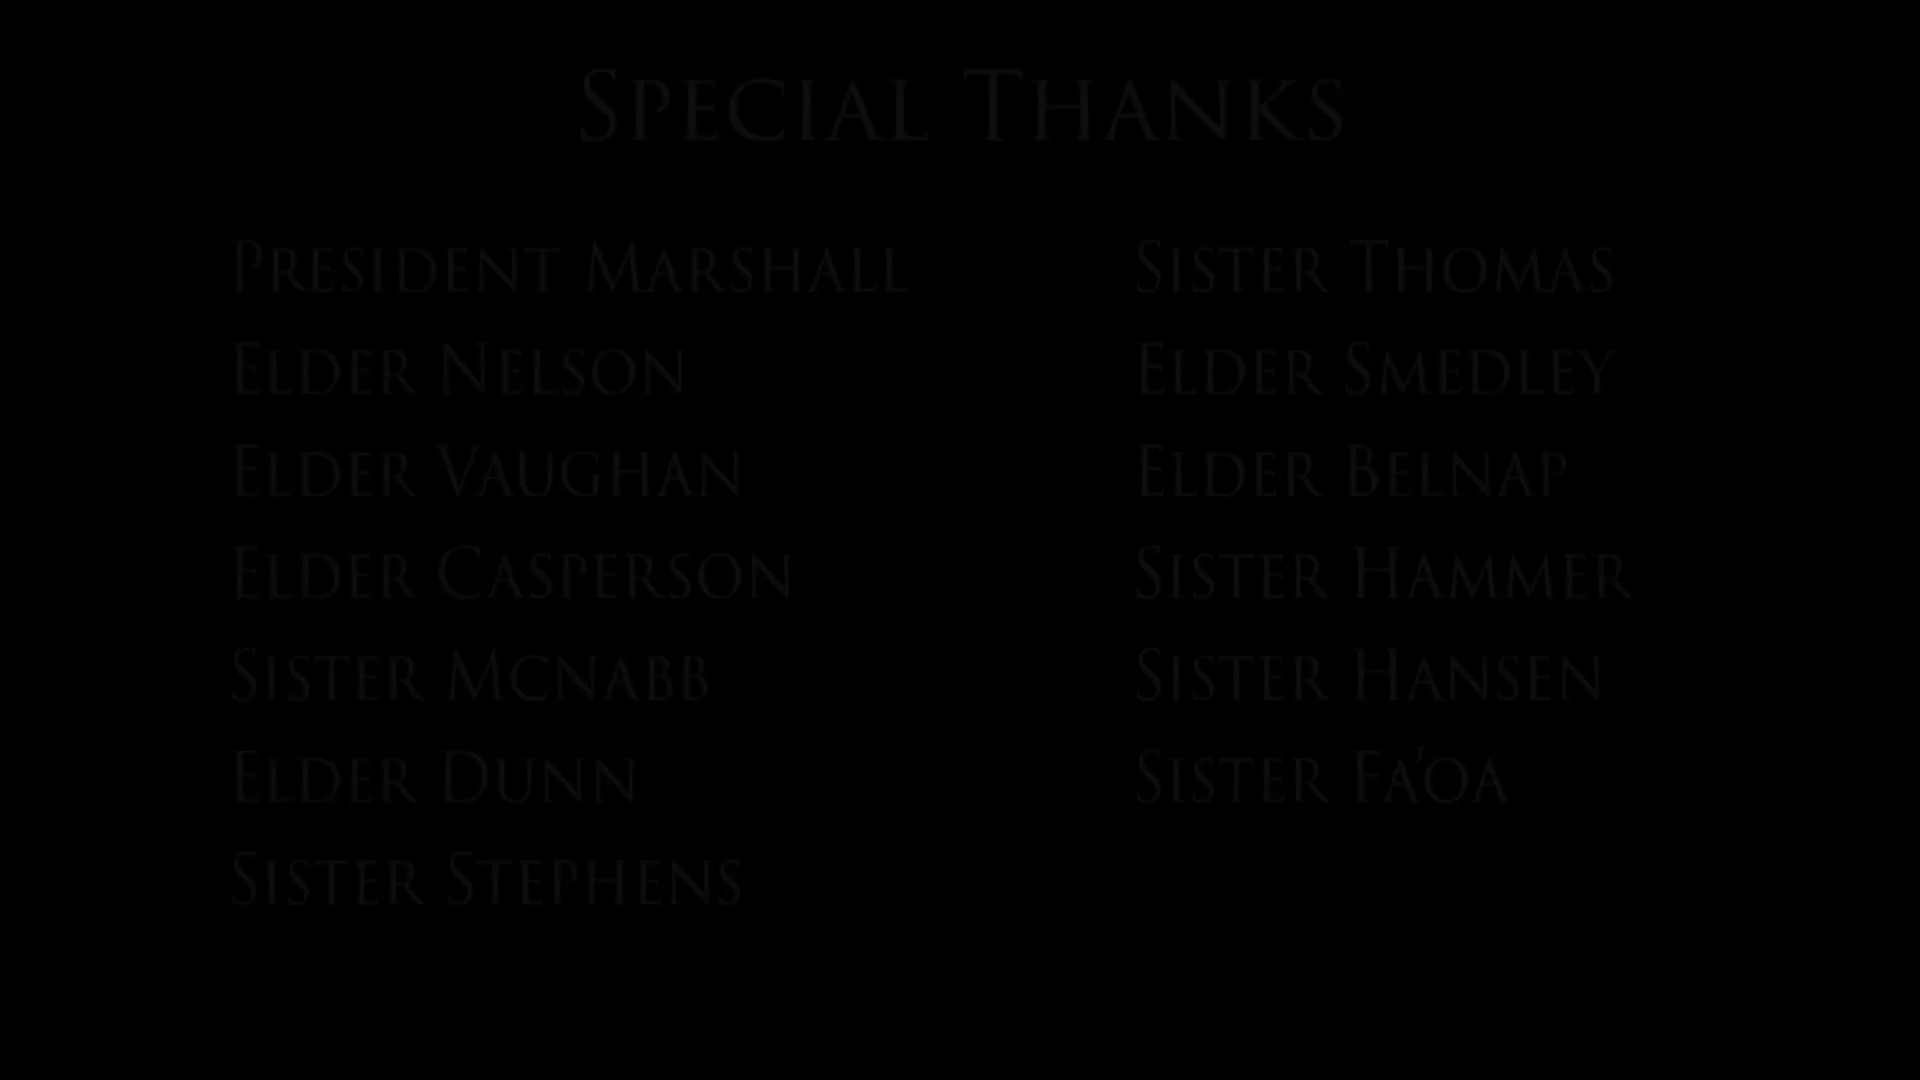 Special Thanks
President Marshall
Elder Nelson
Elder Vaughan
Elder Casperson
Sister Mcnabb
Elder Dunn
Sister Stephens
Sister Thomas
Elder Smedley
Elder Belnap
Sister Hammer
Sister Hansen
Sister Fa'oa